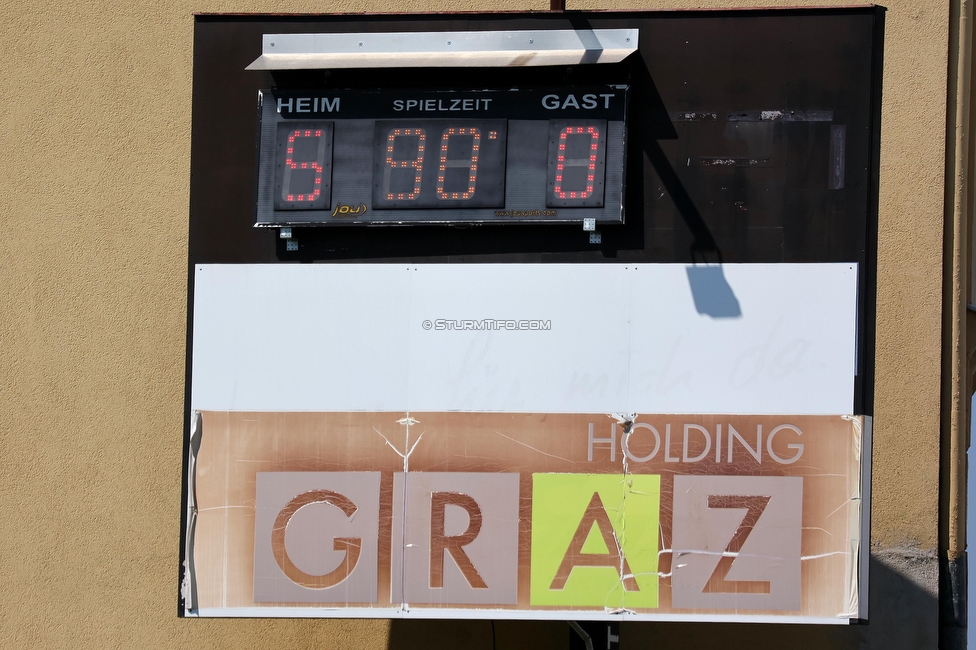 HEIM SPIELZEIT GAST
5 90 0
© STURMTIFO.COM
HOLDING
GRAZ